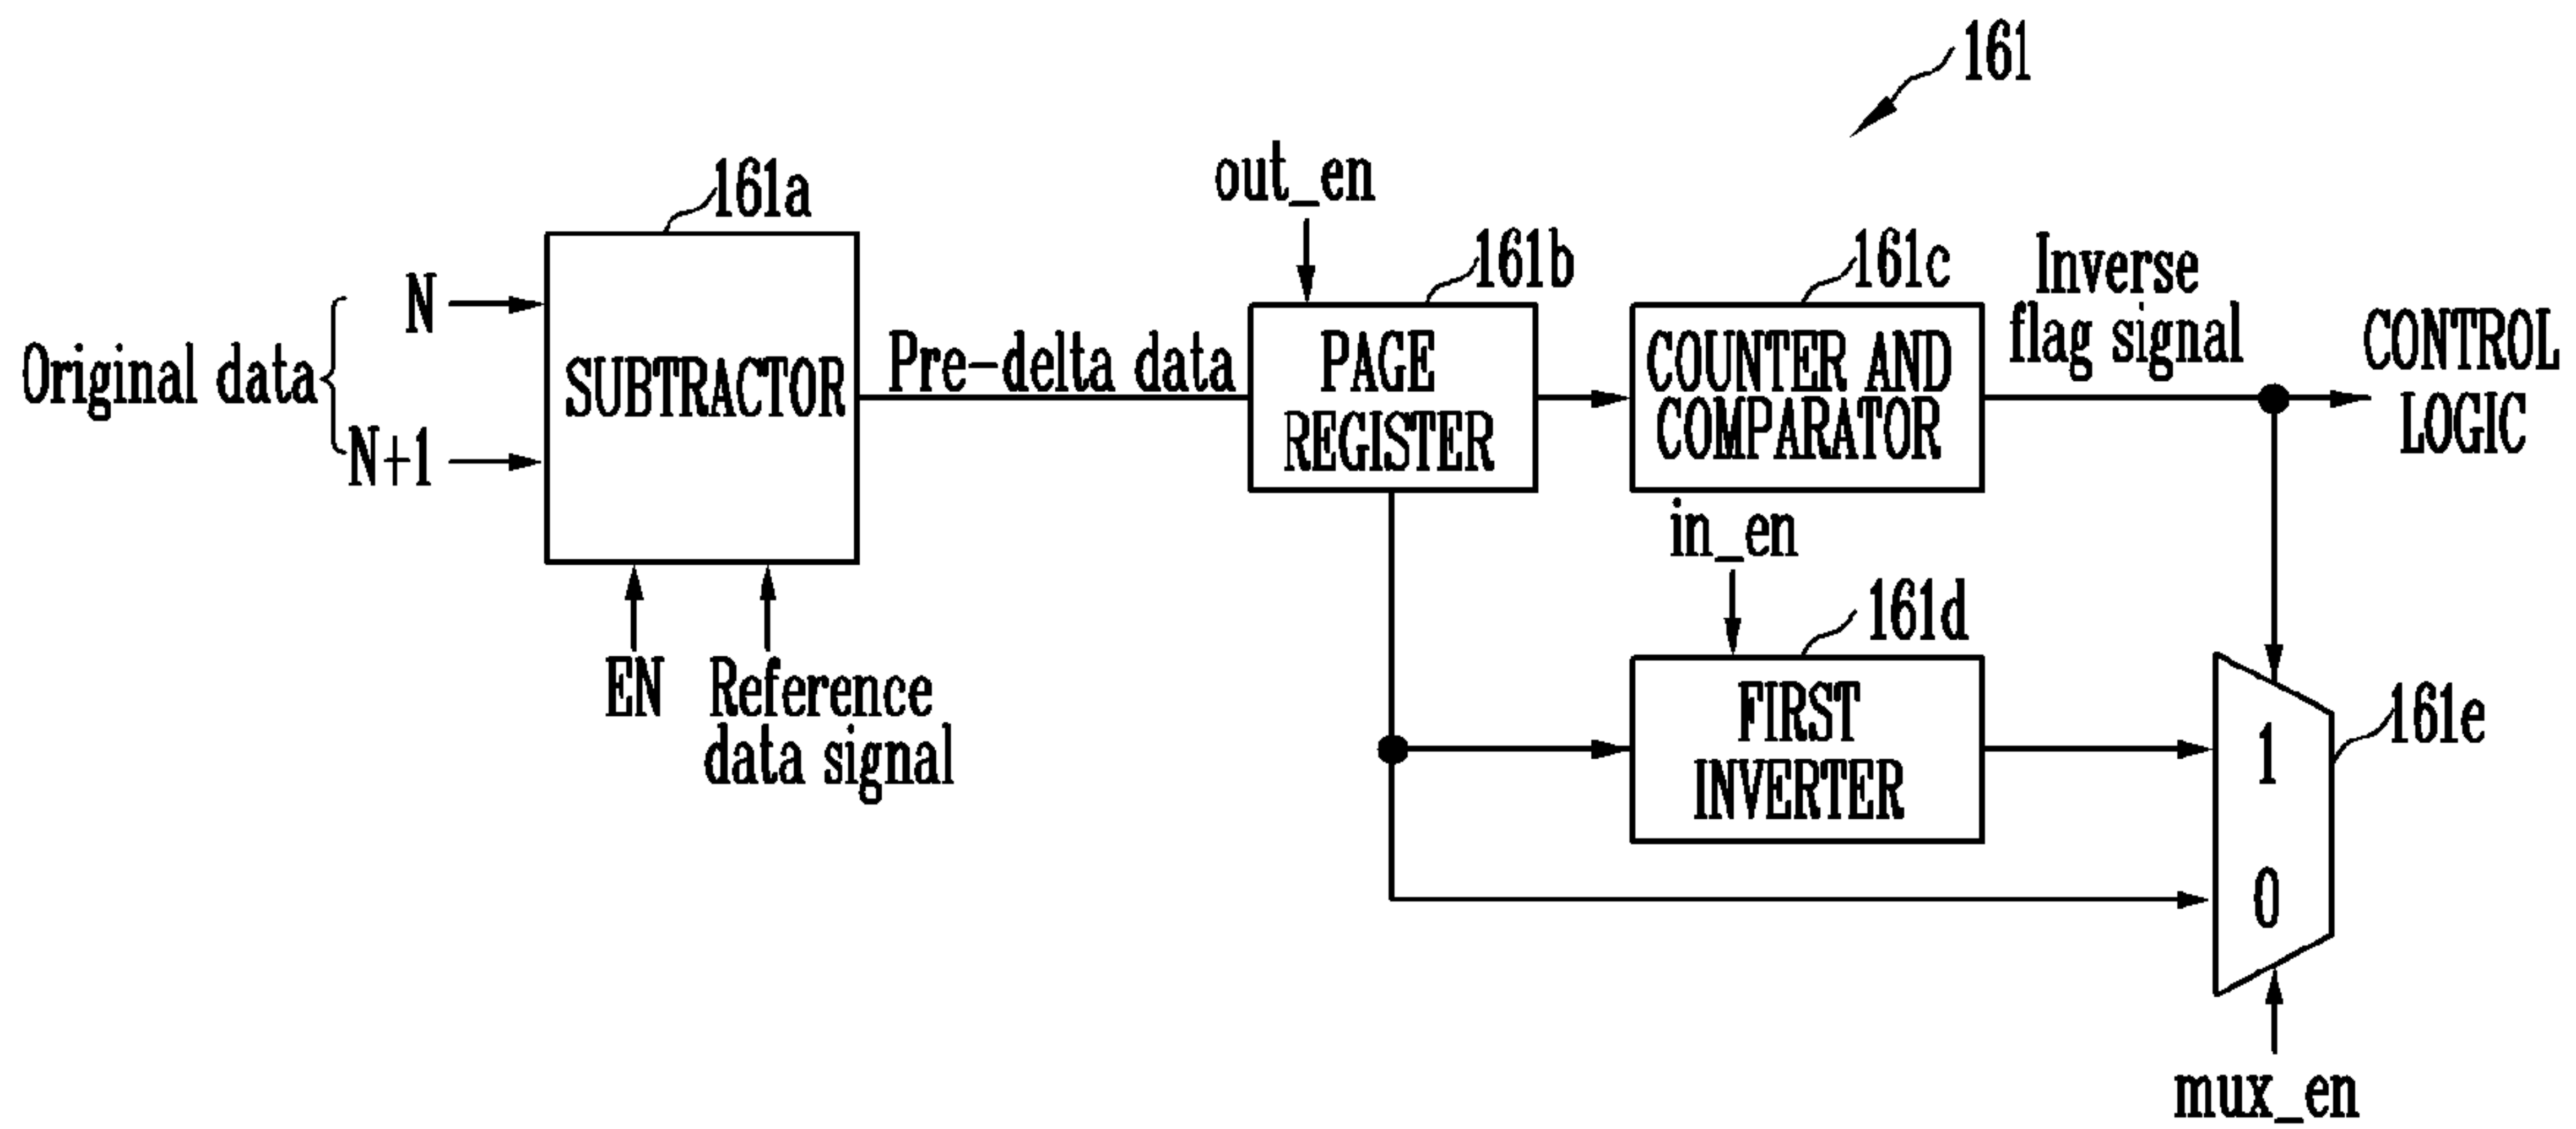 161
161a
out_en
161b
161c
Inverse
flag signal
CONTROL
LOGIC
Original data
N
N+1
SUBTRACTOR
Pre-delta data
PAGE
REGISTER
COUNTER AND
COMPARATOR
EN
Reference
data signal
in_en
161d
FIRST
INVERTER
161e
1
0
mux_en